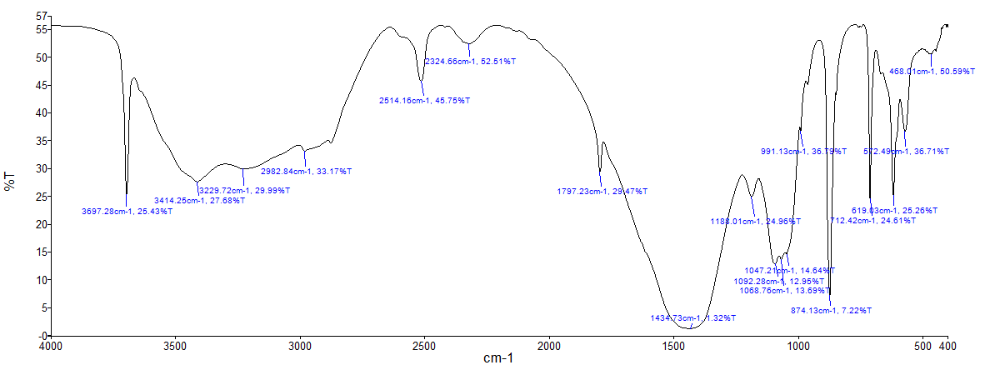 57
55
50
45
40
35
30
25
20
15
10
5
-0
%T
4000
3500
3000
2500
2000
1500
1000
500
400
cm-1
3697.28cm-1, 25.43%T
3414.25cm-1, 27.68%T
3229.72cm-1, 29.99%T
2982.84cm-1, 33.17%T
2514.16cm-1, 45.75%T
2324.66cm-1, 52.51%T
1797.23cm-1, 29.47%T
1434.73cm-1, 1.32%T
1188.01cm-1, 24.96%T
1092.28cm-1, 12.95%T
1068.76cm-1, 13.69%T
1047.21cm-1, 14.64%T
991.13cm-1, 36.79%T
874.13cm-1, 7.22%T
712.42cm-1, 24.61%T
619.03cm-1, 25.26%T
572.49cm-1, 36.71%T
468.01cm-1, 50.59%T